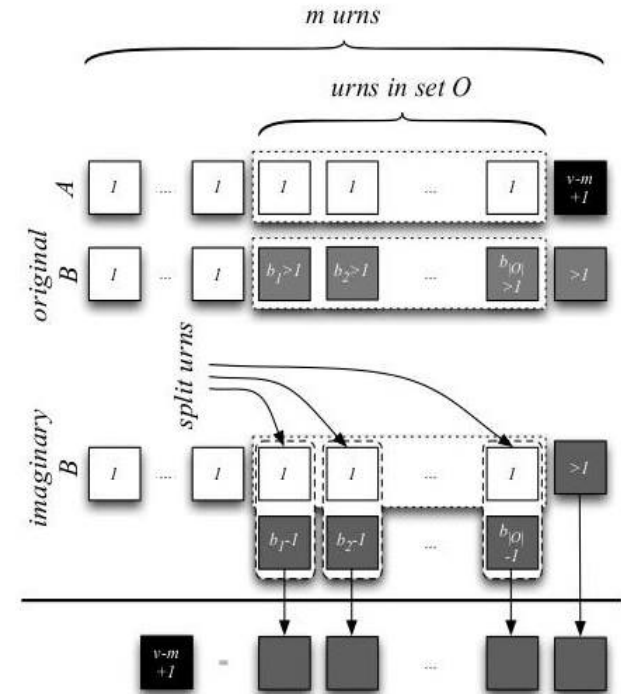 m urns
urns in set O
A
1 ... 1 1 1 ... 1 v-m
+1
original
B
1 ... 1 b1>1 b2>1 ... b|O|
>1 >1
split urns
imaginary
B
1 ... 1 1 1 ... 1 >1
b1-1 b2-1 ... b|O|
-1
v-m
+1 = ...